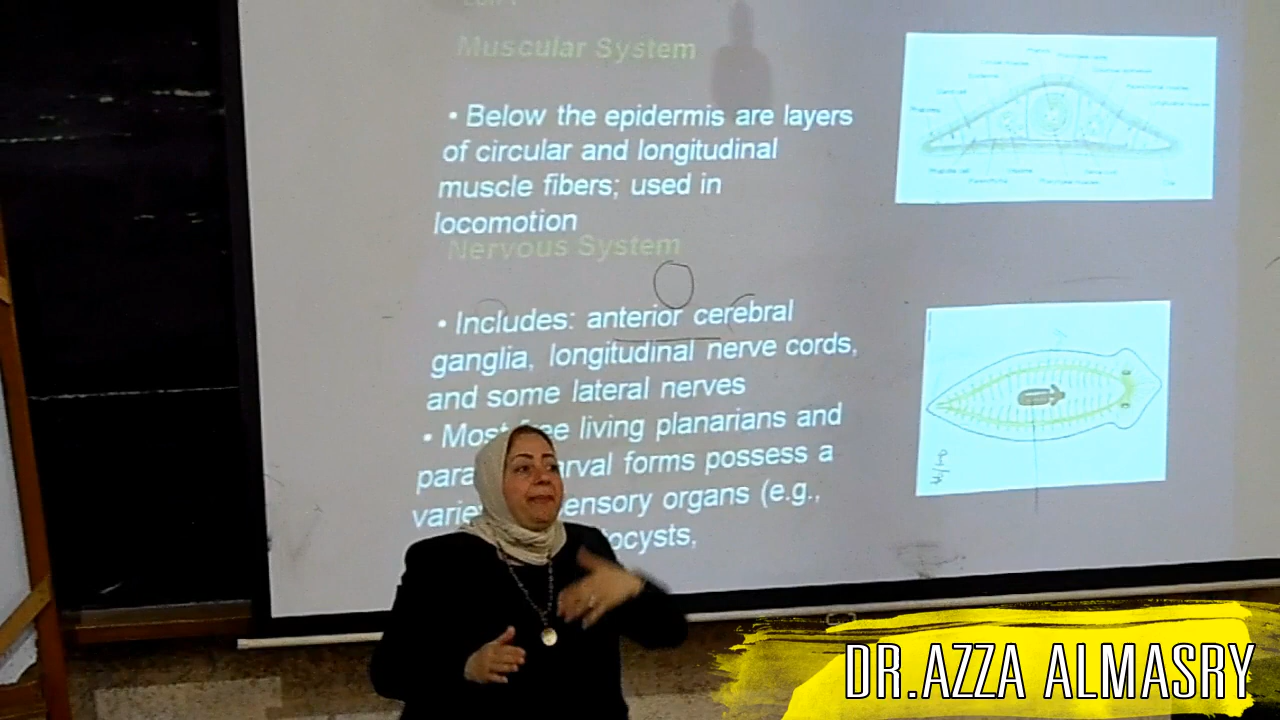 Muscular System
• Below the epidermis are layers
of circular and longitudinal
muscle fibers; used in
locomotion
Nervous System
• Includes: anterior cerebral
ganglia, longitudinal nerve cords,
and some lateral nerves
• Most free living planarians and
para arval forms possess a
varie ensory organs (e.g.,
ocysts,
DR.AZZA ALMASRY